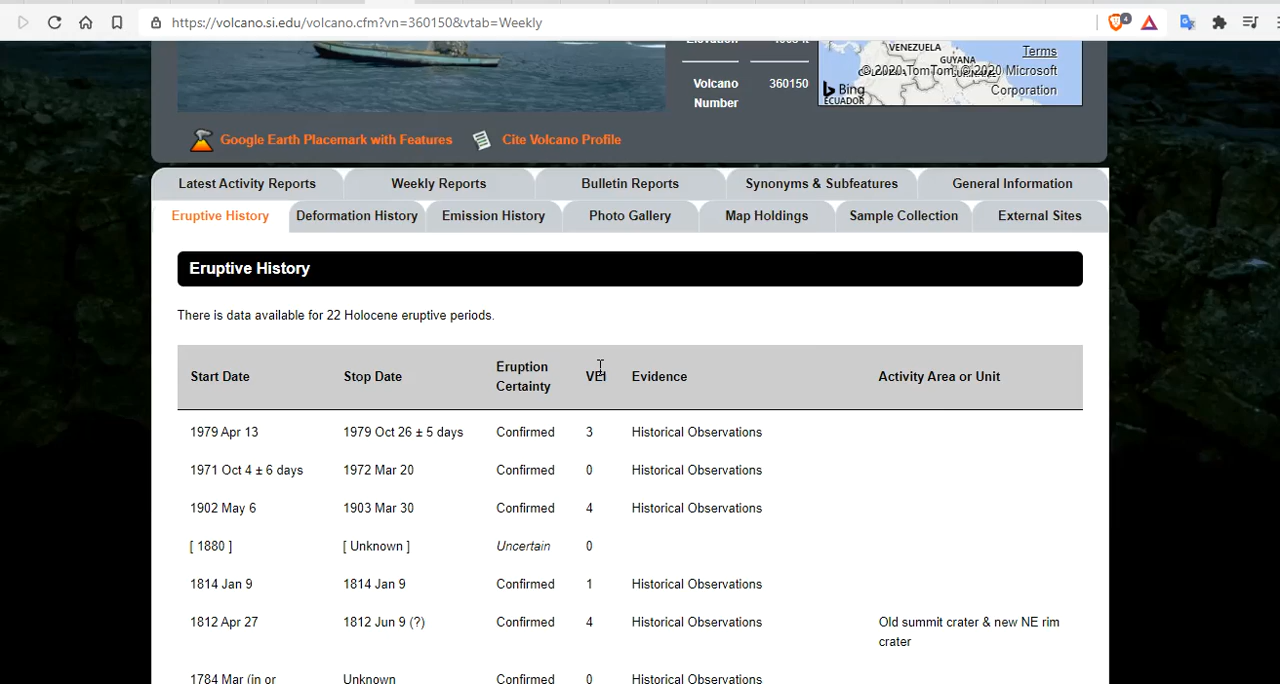 https://volcano.si.edu/volcano.cfm?vn=360150&vtab=Weekly
4
VENEZUELA
GUYANA
Terms
© 2020 TomTom, © 2020 Microsoft
Corporation
Bing
ECUADOR
Volcano
Number
360150
Google Earth Placemark with Features
Cite Volcano Profile
Latest Activity Reports
Weekly Reports
Bulletin Reports
Synonyms & Subfeatures
General Information
Eruptive History
Deformation History
Emission History
Photo Gallery
Map Holdings
Sample Collection
External Sites
Eruptive History
There is data available for 22 Holocene eruptive periods.
Start Date
Stop Date
Eruption
Certainty
VEI
Evidence
Activity Area or Unit
1979 Apr 13
1979 Oct 26 ± 5 days
Confirmed
3
Historical Observations
1971 Oct 4 ± 6 days
1972 Mar 20
Confirmed
0
Historical Observations
1902 May 6
1903 Mar 30
Confirmed
4
Historical Observations
[ 1880 ]
[ Unknown ]
Uncertain
0
1814 Jan 9
1814 Jan 9
Confirmed
1
Historical Observations
1812 Apr 27
1812 Jun 9 (?)
Confirmed
4
Historical Observations
Old summit crater & new NE rim
crater
1784 Mar (in or
Unknown
Confirmed
0
Historical Observations